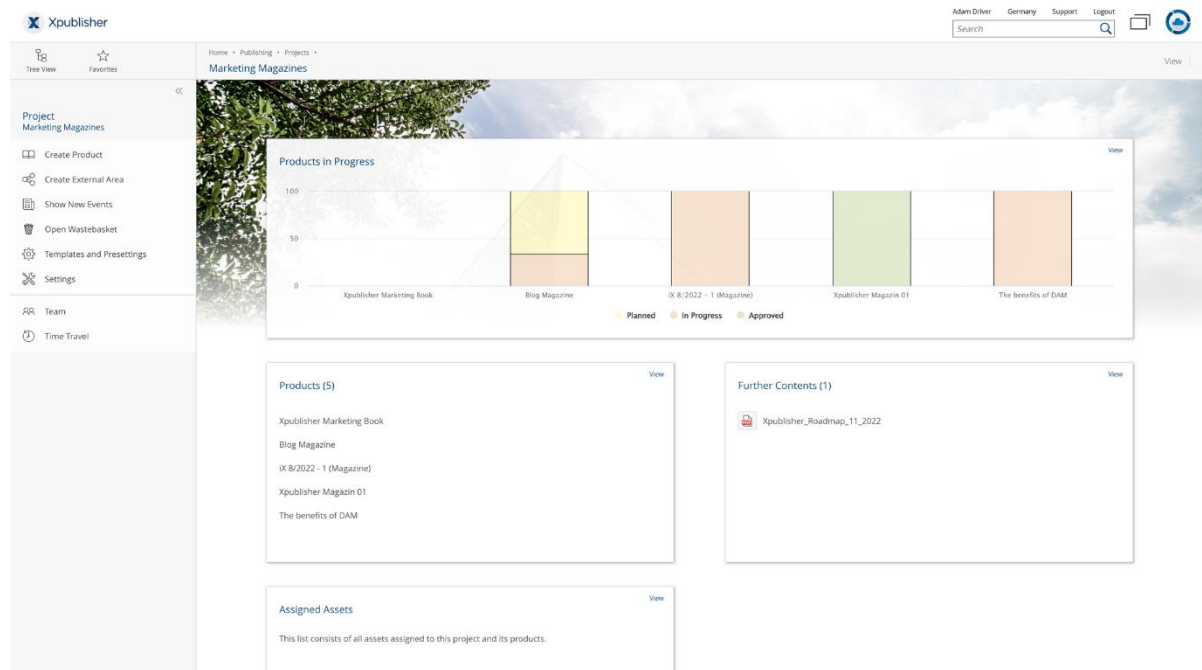 Xpublisher
Adam Driver Germany Support Logout
Search
Tree View Favorites
Home • Publishing • Projects •
Marketing Magazines
View
Project
Marketing Magazines
Create Product
Create External Area
Show New Events
Open Wastebasket
Templates and Presettings
Settings
Team
Time Travel
View
Products in Progress
100
50
0
Xpublisher Marketing Book Blog Magazine iX 8/2022 - 1 (Magazine) Xpublisher Magazin 01 The benefits of DAM
Planned In Progress Approved
View
Products (5)
Xpublisher Marketing Book
Blog Magazine
iX 8/2022 - 1 (Magazine)
Xpublisher Magazin 01
The benefits of DAM
View
Further Contents (1)
Xpublisher_Roadmap_11_2022
View
Assigned Assets
This list consists of all assets assigned to this project and its products.